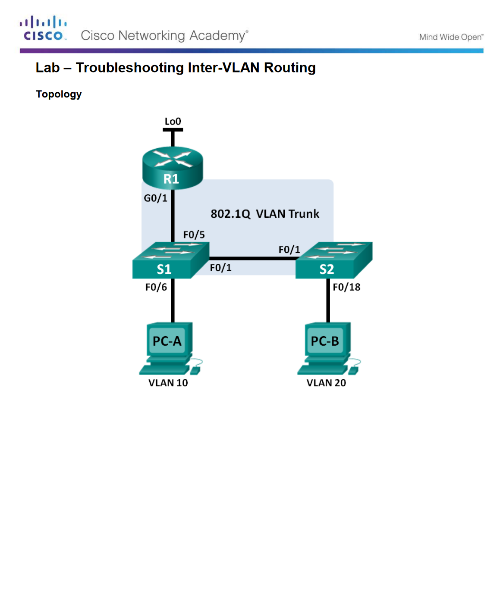 CISCO Cisco Networking Academy® Mind Wide Open®
Lab – Troubleshooting Inter-VLAN Routing
Topology
Lo0
R1
G0/1
802.1Q VLAN Trunk
F0/5
F0/1
S1
F0/1
S2
F0/6
F0/18
PC-A
PC-B
VLAN 10
VLAN 20